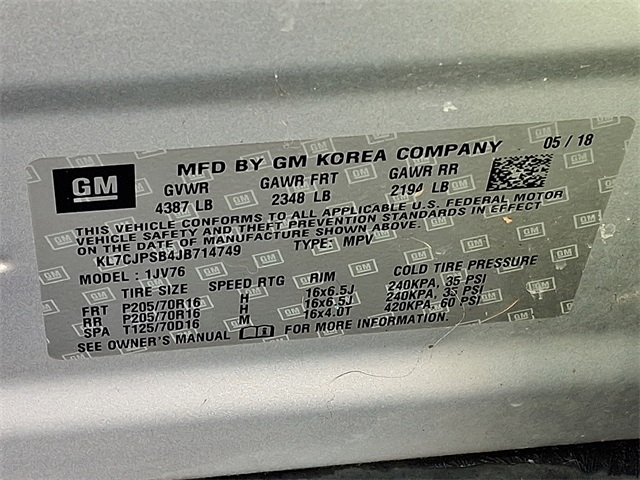 GM MFD BY GM KOREA COMPANY 05 / 18
GVWR GAWR FRT GAWR RR
4387 LB 2348 LB 2194 LB
THIS VEHICLE CONFORMS TO ALL APPLICABLE U.S. FEDERAL MOTOR
VEHICLE SAFETY AND THEFT PREVENTION STANDARDS IN EFFECT
ON THE DATE OF MANUFACTURE SHOWN ABOVE.
KL7CJPSB4JB714749 TYPE: MPV
MODEL: 1JV76
TIRE SIZE SPEED RTG RIM COLD TIRE PRESSURE
FRT P205/70R16 H 16x6.5J 240KPA, 35 PSI
RR P205/70R16 H 16x6.5J 240KPA, 35 PSI
SPA T125/70D16 M 16x4.0T 420KPA, 60 PSI
SEE OWNER'S MANUAL FOR MORE INFORMATION.